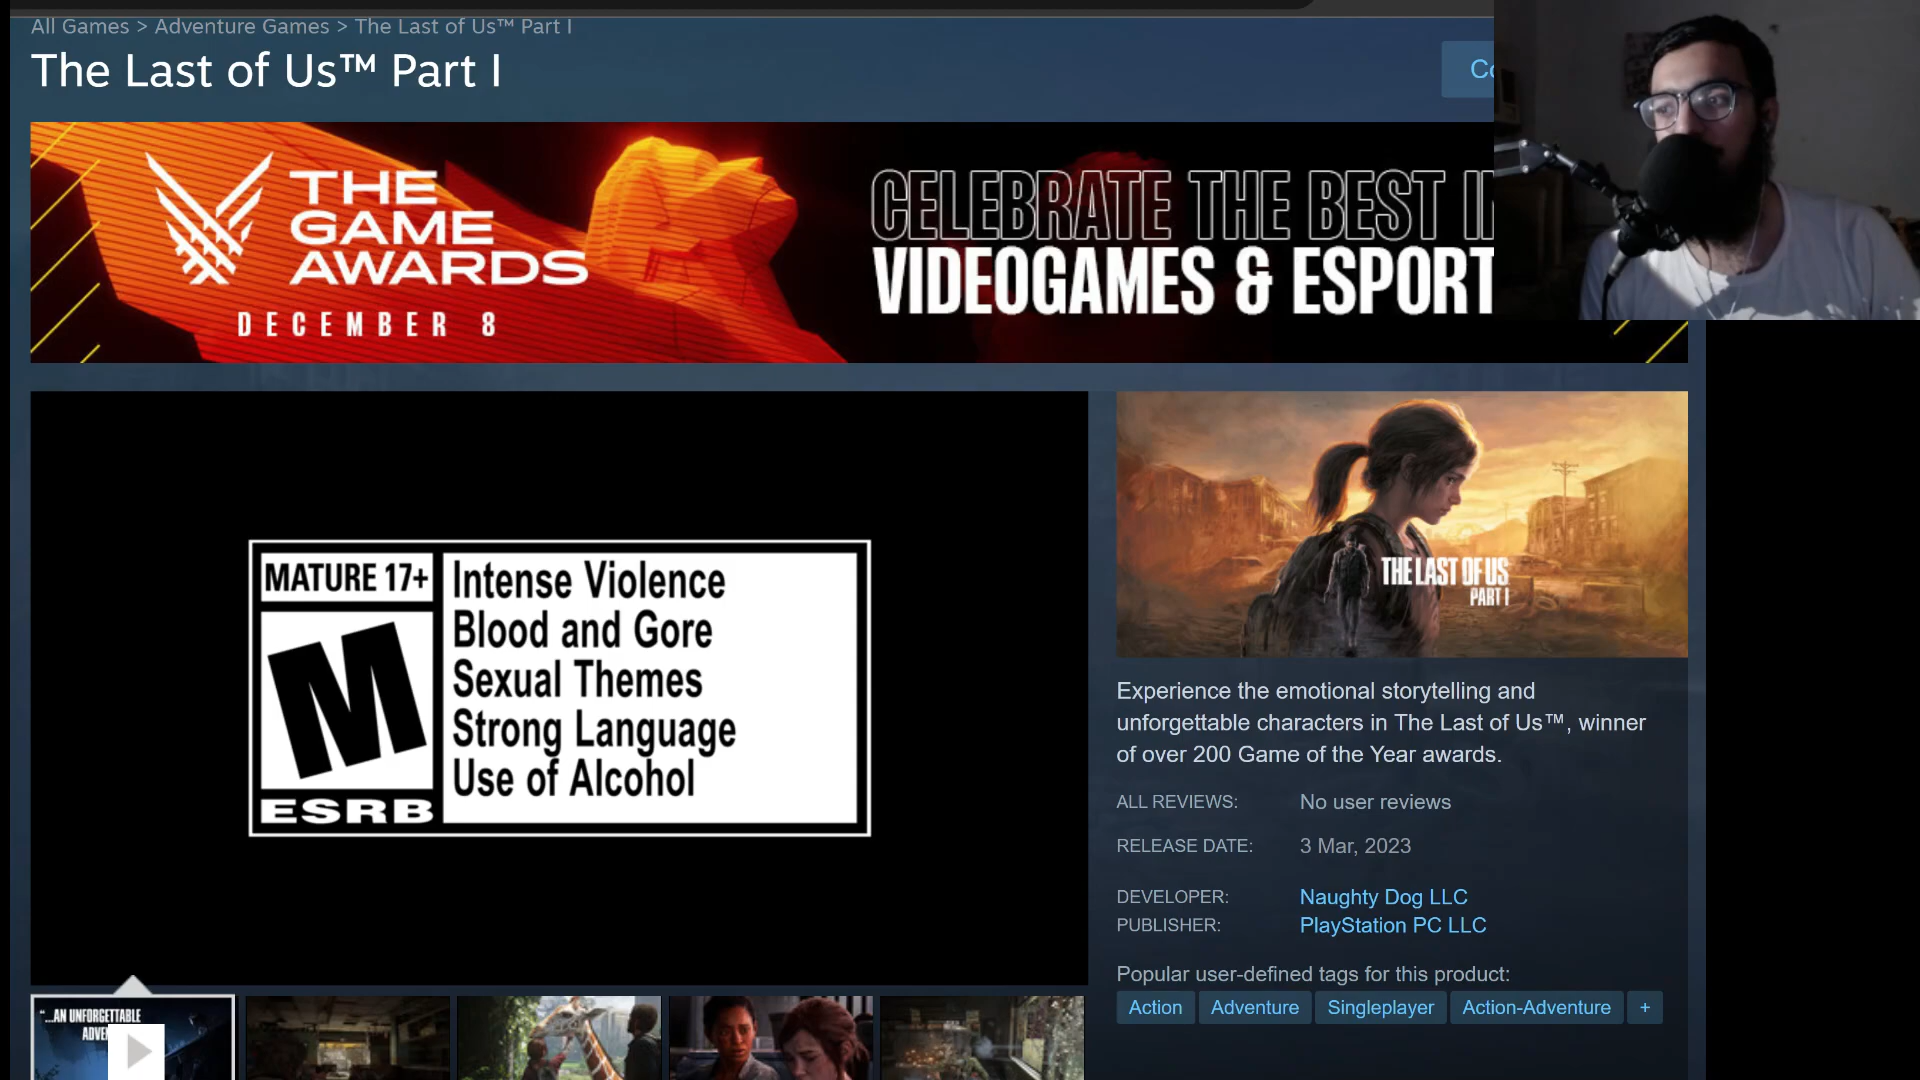 All Games > Adventure Games > The Last of Us™ Part I
The Last of Us™ Part I
THE
GAME
AWARDS
DECEMBER 8
CELEBRATE THE BEST
VIDEOGAMES & ESPORT
MATURE 17+
M
ESRB
Intense Violence
Blood and Gore
Sexual Themes
Strong Language
Use of Alcohol
THE LAST OF US
PART I
Experience the emotional storytelling and
unforgettable characters in The Last of Us™, winner
of over 200 Game of the Year awards.
ALL REVIEWS: No user reviews
RELEASE DATE: 3 Mar, 2023
DEVELOPER: Naughty Dog LLC
PUBLISHER: PlayStation PC LLC
Popular user-defined tags for this product:
Action Adventure Singleplayer Action-Adventure +
"...AN UNFORGETTABLE